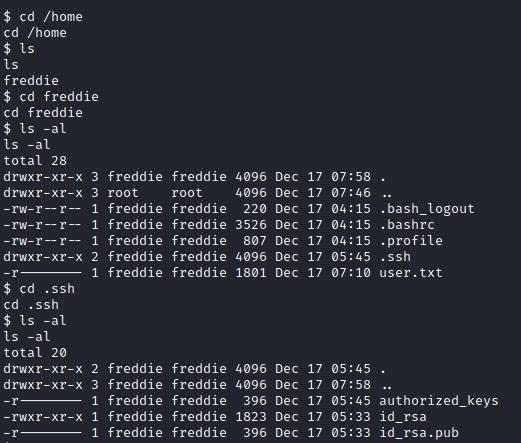 $ cd /home
cd /home
$ ls
ls
freddie
$ cd freddie
cd freddie
$ ls -al
ls -al
total 28
drwxr-xr-x 3 freddie freddie 4096 Dec 17 07:58 .
drwxr-xr-x 3 root    root    4096 Dec 17 07:46 ..
-rw-r--r-- 1 freddie freddie  220 Dec 17 04:15 .bash_logout
-rw-r--r-- 1 freddie freddie 3526 Dec 17 04:15 .bashrc
-rw-r--r-- 1 freddie freddie  807 Dec 17 04:15 .profile
drwxr-xr-x 2 freddie freddie 4096 Dec 17 05:45 .ssh
-r-------- 1 freddie freddie 1801 Dec 17 07:10 user.txt
$ cd .ssh
cd .ssh
$ ls -al
ls -al
total 20
drwxr-xr-x 2 freddie freddie 4096 Dec 17 05:45 .
drwxr-xr-x 3 freddie freddie 4096 Dec 17 07:58 ..
-r-------- 1 freddie freddie  396 Dec 17 05:45 authorized_keys
-rwxr-xr-x 1 freddie freddie 1823 Dec 17 05:33 id_rsa
-r-------- 1 freddie freddie  396 Dec 17 05:33 id_rsa.pub